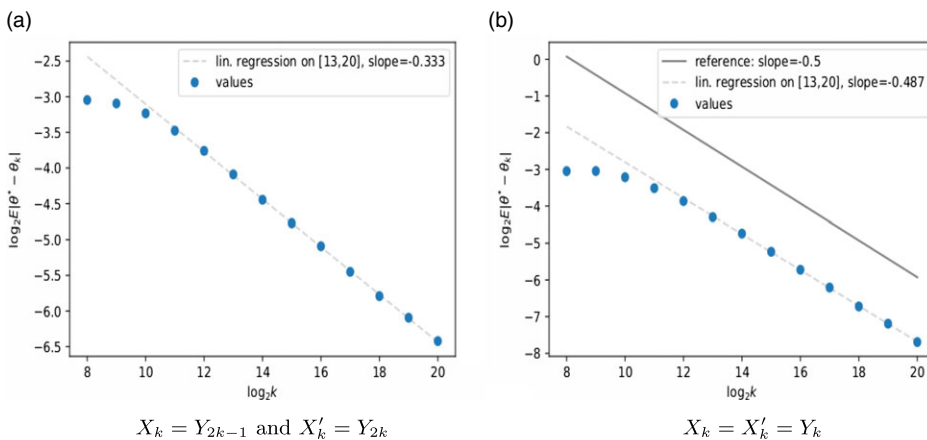 (a)
lin. regression on [13,20], slope=-0.333
values
−2.5
−3.0
−3.5
−4.0
−4.5
−5.0
−5.5
−6.0
−6.5
log₂E|θ* − θₖ|
8 10 12 14 16 18 20
log₂k
Xₖ = Y₂ₖ₋₁ and X′ₖ = Y₂ₖ
(b)
reference: slope=-0.5
lin. regression on [13,20], slope=-0.487
values
0
−1
−2
−3
−4
−5
−6
−7
−8
log₂E|θ* − θₖ|
8 10 12 14 16 18 20
log₂k
Xₖ = X′ₖ = Yₖ